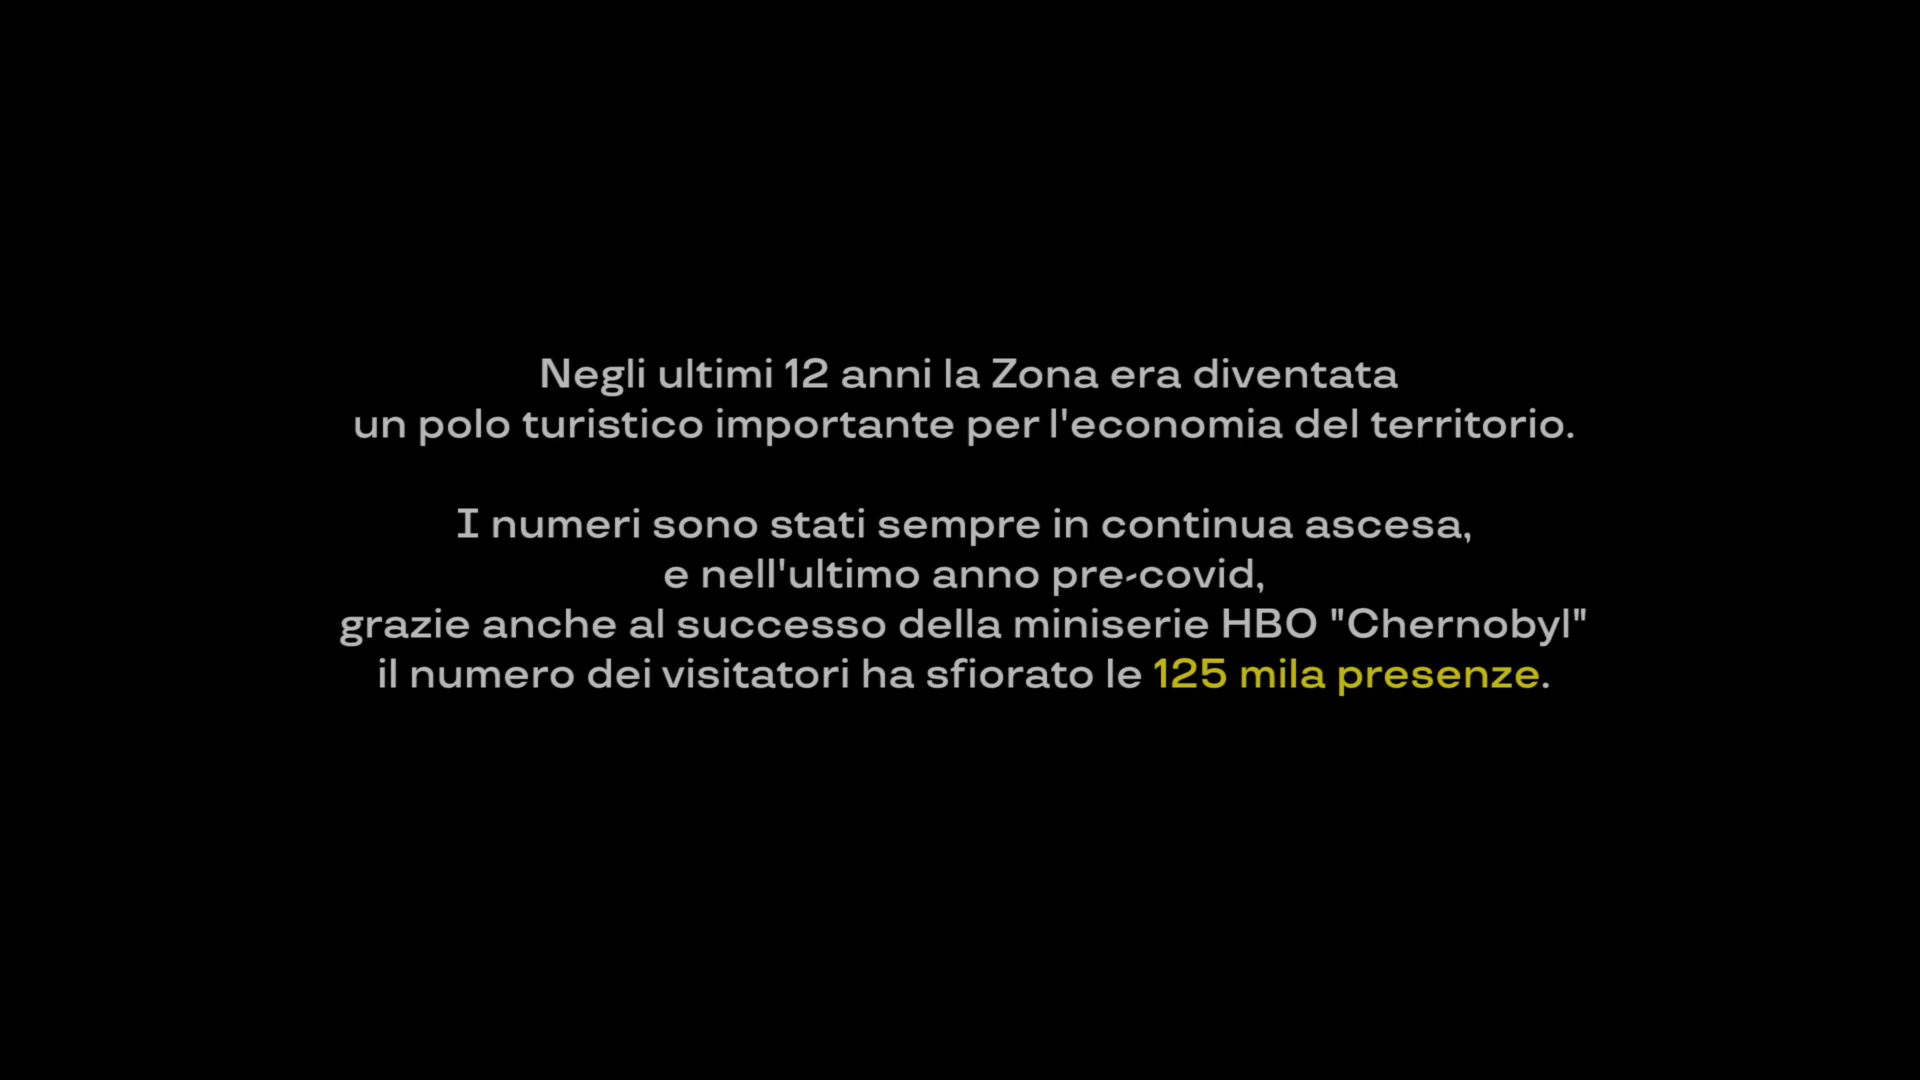 Negli ultimi 12 anni la Zona era diventata
un polo turistico importante per l'economia del territorio.
I numeri sono stati sempre in continua ascesa,
e nell'ultimo anno pre-covid,
grazie anche al successo della miniserie HBO "Chernobyl"
il numero dei visitatori ha sfiorato le 125 mila presenze.